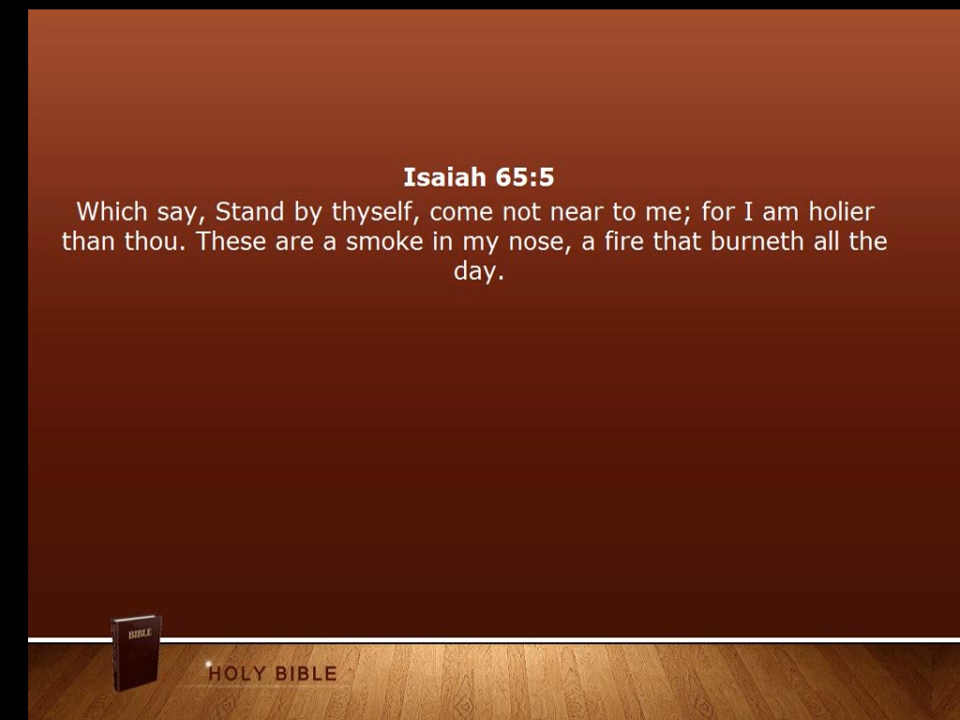 Isaiah 65:5
Which say, Stand by thyself, come not near to me; for I am holier
than thou. These are a smoke in my nose, a fire that burneth all the
day.
BIBLE
HOLY BIBLE